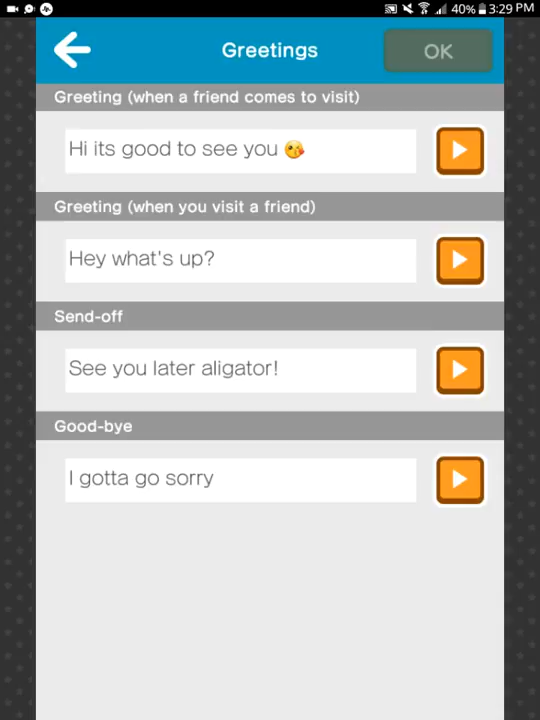 40% 3:29 PM
Greetings OK
Greeting (when a friend comes to visit)
Hi its good to see you 😘
Greeting (when you visit a friend)
Hey what's up?
Send-off
See you later aligator!
Good-bye
I gotta go sorry